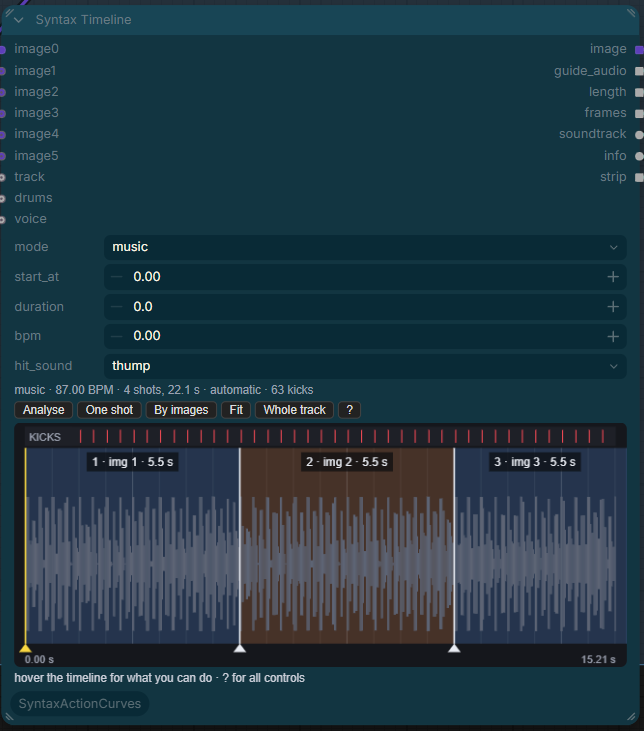 Syntax Timeline
image0 image
image1 guide_audio
image2 length
image3 frames
image4 soundtrack
image5 info
track strip
drums
voice
mode music
start_at 0.00
duration 0.0
bpm 0.00
hit_sound thump
music · 87.00 BPM · 4 shots, 22.1 s · automatic · 63 kicks
Analyse One shot By images Fit Whole track ?
KICKS
1 · img 1 · 5.5 s 2 · img 2 · 5.5 s 3 · img 3 · 5.5 s
0.00 s 15.21 s
hover the timeline for what you can do · ? for all controls
SyntaxActionCurves